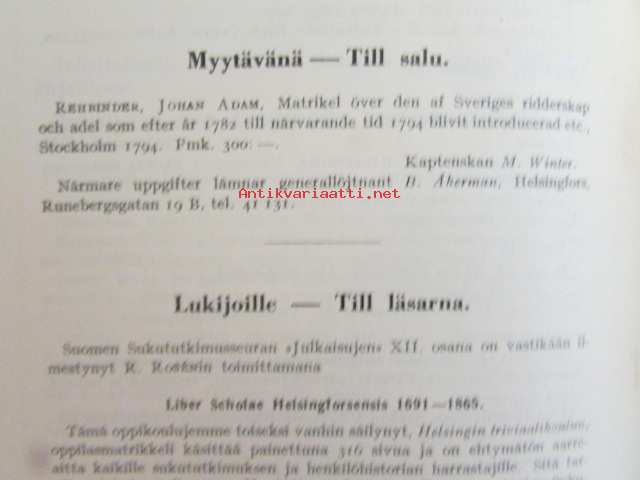 Myytävänä — Till salu.
REHBINDER, JOHAN ADAM, Matrikel över den af Sveriges ridderskap
och adel som efter år 1782 till närvarande tid 1794 blivit introducerad etc.,
Stockholm 1794. Fmk. 300: —.
Kaptenskan M. Winter.
Antikvariaatti.net
Närmare uppgifter lämnar generallöjtnant B. Åkerman, Helsingfors,
Runebergsgatan 19 B, tel. 41 131.
Lukijoille — Till läsarna.
Suomen Sukututkimusseuran »Julkaisujen» XII. osana on vastikään il-
mestynyt R. Rosénin toimittamana
Liber Scholae Helsingforsensis 1691—1865.
Tämä oppikoulujemme toiseksi vanhin säilynyt, Helsingin triviaalikoulun,
oppilasmatrikkeli käsittää painettuna 316 sivua ja on ehtymätön aarre-
aitta kaikille sukututkimuksen ja henkilöhistorian harrastajille. Sitä